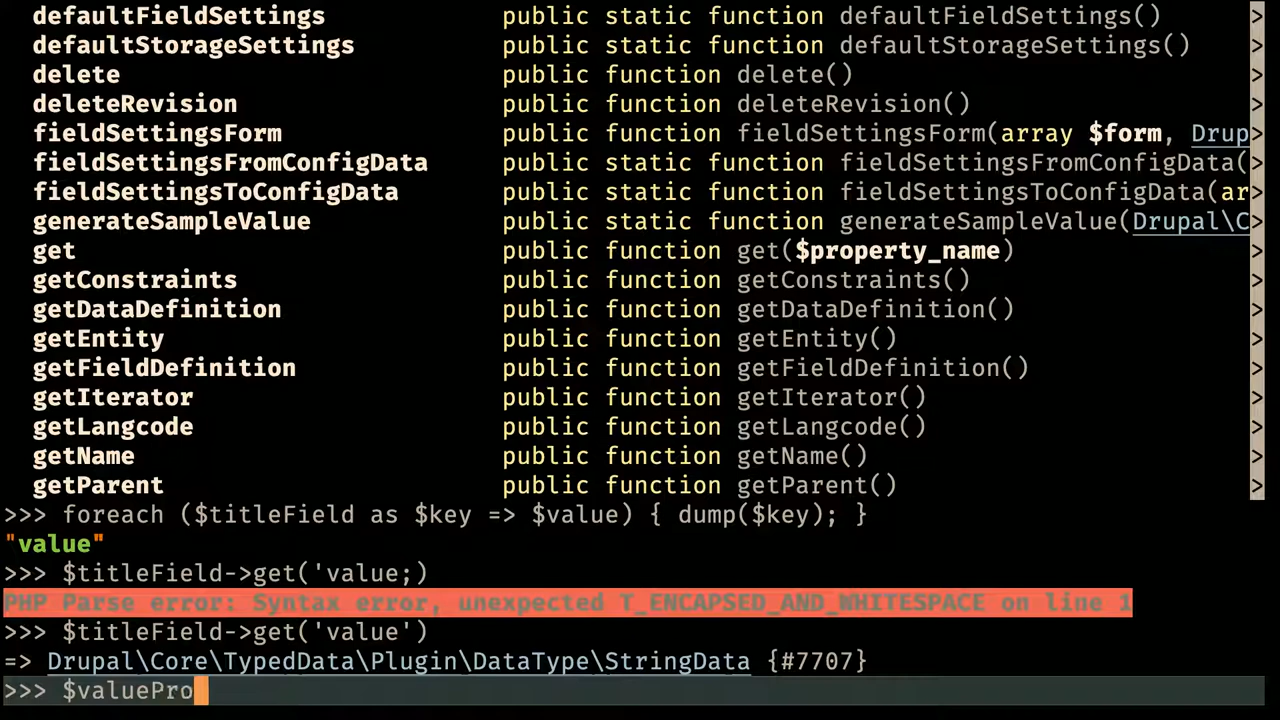 defaultFieldSettings public static function defaultFieldSettings() >
defaultStorageSettings public static function defaultStorageSettings() >
delete public function delete() >
deleteRevision public function deleteRevision() >
fieldSettingsForm public function fieldSettingsForm(array $form, Drup>
fieldSettingsFromConfigData public static function fieldSettingsFromConfigData(>
fieldSettingsToConfigData public static function fieldSettingsToConfigData(ar>
generateSampleValue public static function generateSampleValue(Drupal\C>
get public function get($property_name) >
getConstraints public function getConstraints() >
getDataDefinition public function getDataDefinition() >
getEntity public function getEntity() >
getFieldDefinition public function getFieldDefinition() >
getIterator public function getIterator() >
getLangcode public function getLangcode() >
getName public function getName() >
getParent public function getParent() >
>>> foreach ($titleField as $key => $value) { dump($key); }
"value"
>>> $titleField->get('value;)
PHP Parse error: Syntax error, unexpected T_ENCAPSED_AND_WHITESPACE on line 1
>>> $titleField->get('value')
=> Drupal\Core\TypedData\Plugin\DataType\StringData {#7707}
>>> $valuePro